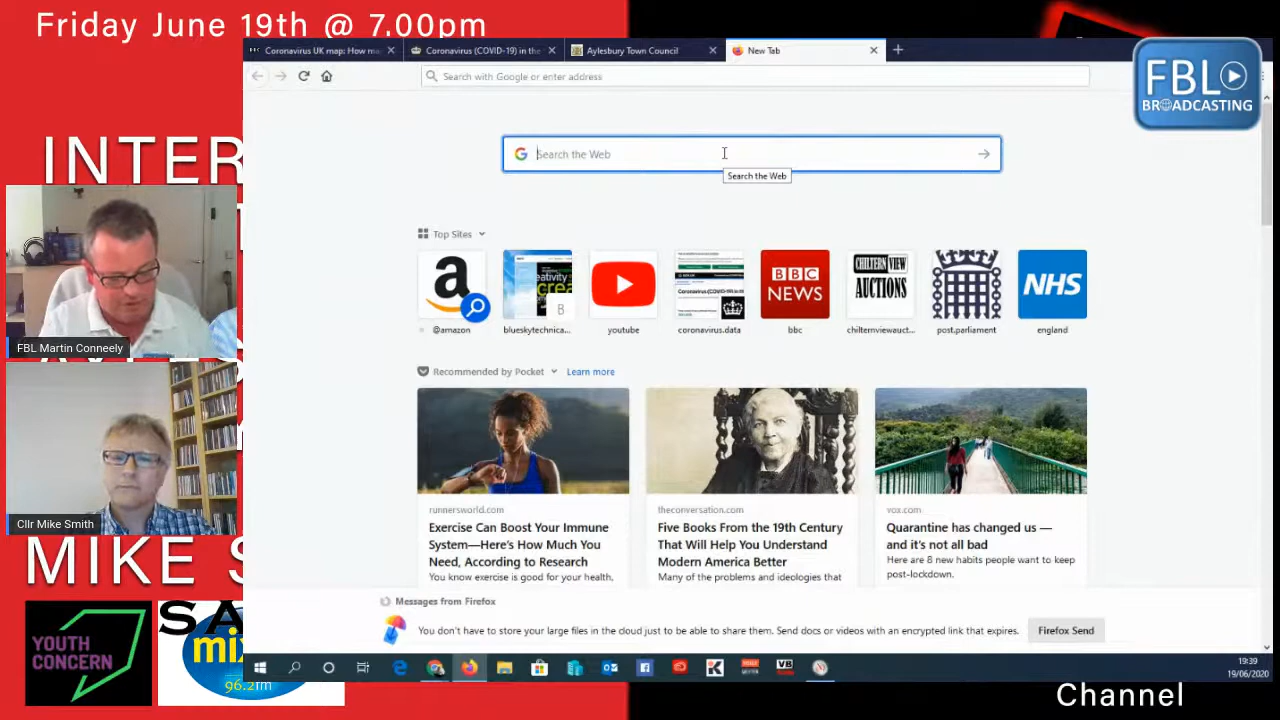 Friday June 19th @ 7.00pm
INTER
MIKE S
SA
Channel
Coronavirus UK map: How ma
Coronavirus (COVID-19) in the
Aylesbury Town Council
New Tab
Search with Google or enter address
FBL
BROADCASTING
Search the Web
Search the Web
Top Sites
CHILTERN VIEW
AUCTIONS
BBC
NEWS
NHS
B
@amazon
blueskytechnica...
youtube
coronavirus.data
bbc
chilternviewauct...
post.parliament
england
FBL Martin Conneely
Cllr Mike Smith
Recommended by Pocket
Learn more
runnersworld.com
Exercise Can Boost Your Immune
System—Here's How Much You
Need, According to Research
You know exercise is good for your health,
theconversation.com
Five Books From the 19th Century
That Will Help You Understand
Modern America Better
Many of the problems and ideologies that
vox.com
Quarantine has changed us —
and it's not all bad
Here are 8 new habits people want to keep
post-lockdown.
Messages from Firefox
You don't have to store your large files in the cloud just to be able to share them. Send docs or videos with an encrypted link that expires.
Firefox Send
YOUTH
CONCERN
mix
96.2fm
VB
19:39
19/06/2020